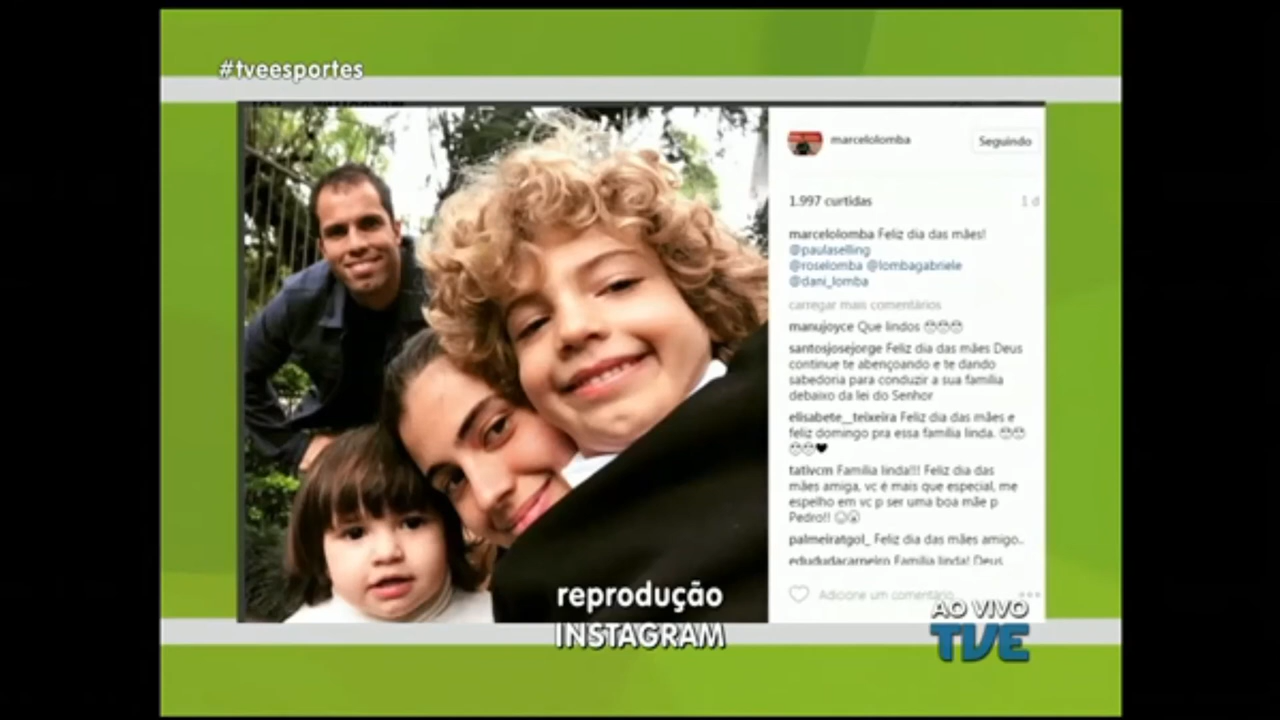 #tveesportes
marcelolomba
Seguindo
1.997 curtidas
1 d
marcelolomba Feliz dia das mães!
@paulaselling
@roselomba @lombagabriele
@dani_lomba
carregar mais comentários
manujoyce Que lindos
santosjosejorge Feliz dia das mães Deus
continue te abençoando e te dando
sabedoria para conduzir a sua família
debaixo da lei do Senhor
elisabete__teixeira Feliz dia das mães e
feliz domingo pra essa família linda.
tativcm Família linda!!! Feliz dia das
mães amiga, vc é mais que especial, me
espelho em vc p ser uma boa mãe p
Pedro!!
palmeiratgol_ Feliz dia das mães amigo..
edududacarneiro Família linda! Deus
Adicione um comentário...
reprodução
INSTAGRAM
AO VIVO
TVE